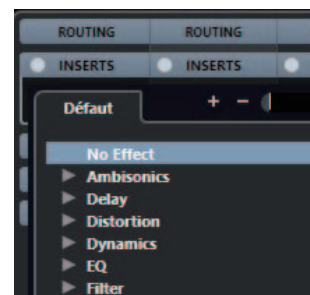 ROUTING ROUTING
INSERTS INSERTS
Défaut + -
No Effect
Ambisonics
Delay
Distortion
Dynamics
EQ
Filter